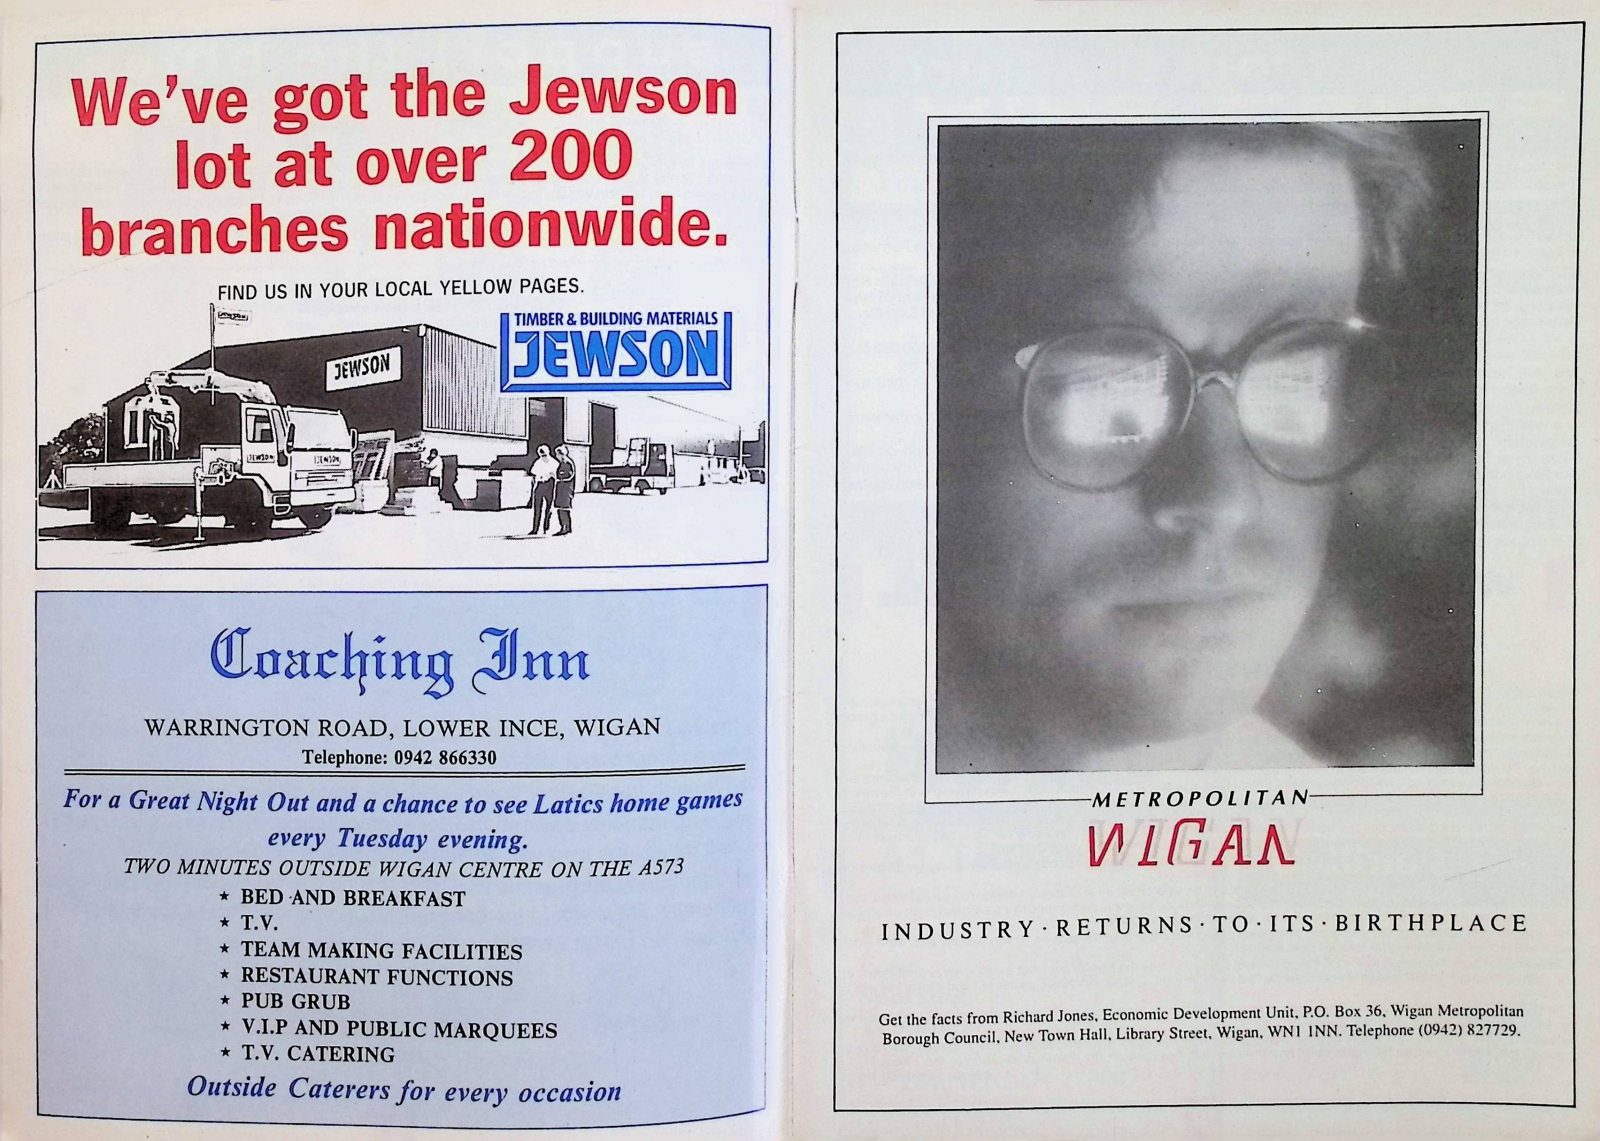 We've got the Jewson
lot at over 200
branches nationwide.
FIND US IN YOUR LOCAL YELLOW PAGES.
JEWSON
TIMBER & BUILDING MATERIALS
JEWSON
JEWSON
JEWSON
JEWSON
Coaching Inn
WARRINGTON ROAD, LOWER INCE, WIGAN
Telephone: 0942 866330
For a Great Night Out and a chance to see Latics home games
every Tuesday evening.
TWO MINUTES OUTSIDE WIGAN CENTRE ON THE A573
★ BED AND BREAKFAST
★ T.V.
★ TEAM MAKING FACILITIES
★ RESTAURANT FUNCTIONS
★ PUB GRUB
★ V.I.P AND PUBLIC MARQUEES
★ T.V. CATERING
Outside Caterers for every occasion
METROPOLITAN
WIGAN
INDUSTRY·RETURNS·TO·ITS·BIRTHPLACE
Get the facts from Richard Jones, Economic Development Unit, P.O. Box 36, Wigan Metropolitan
Borough Council, New Town Hall, Library Street, Wigan, WN1 1NN. Telephone (0942) 827729.